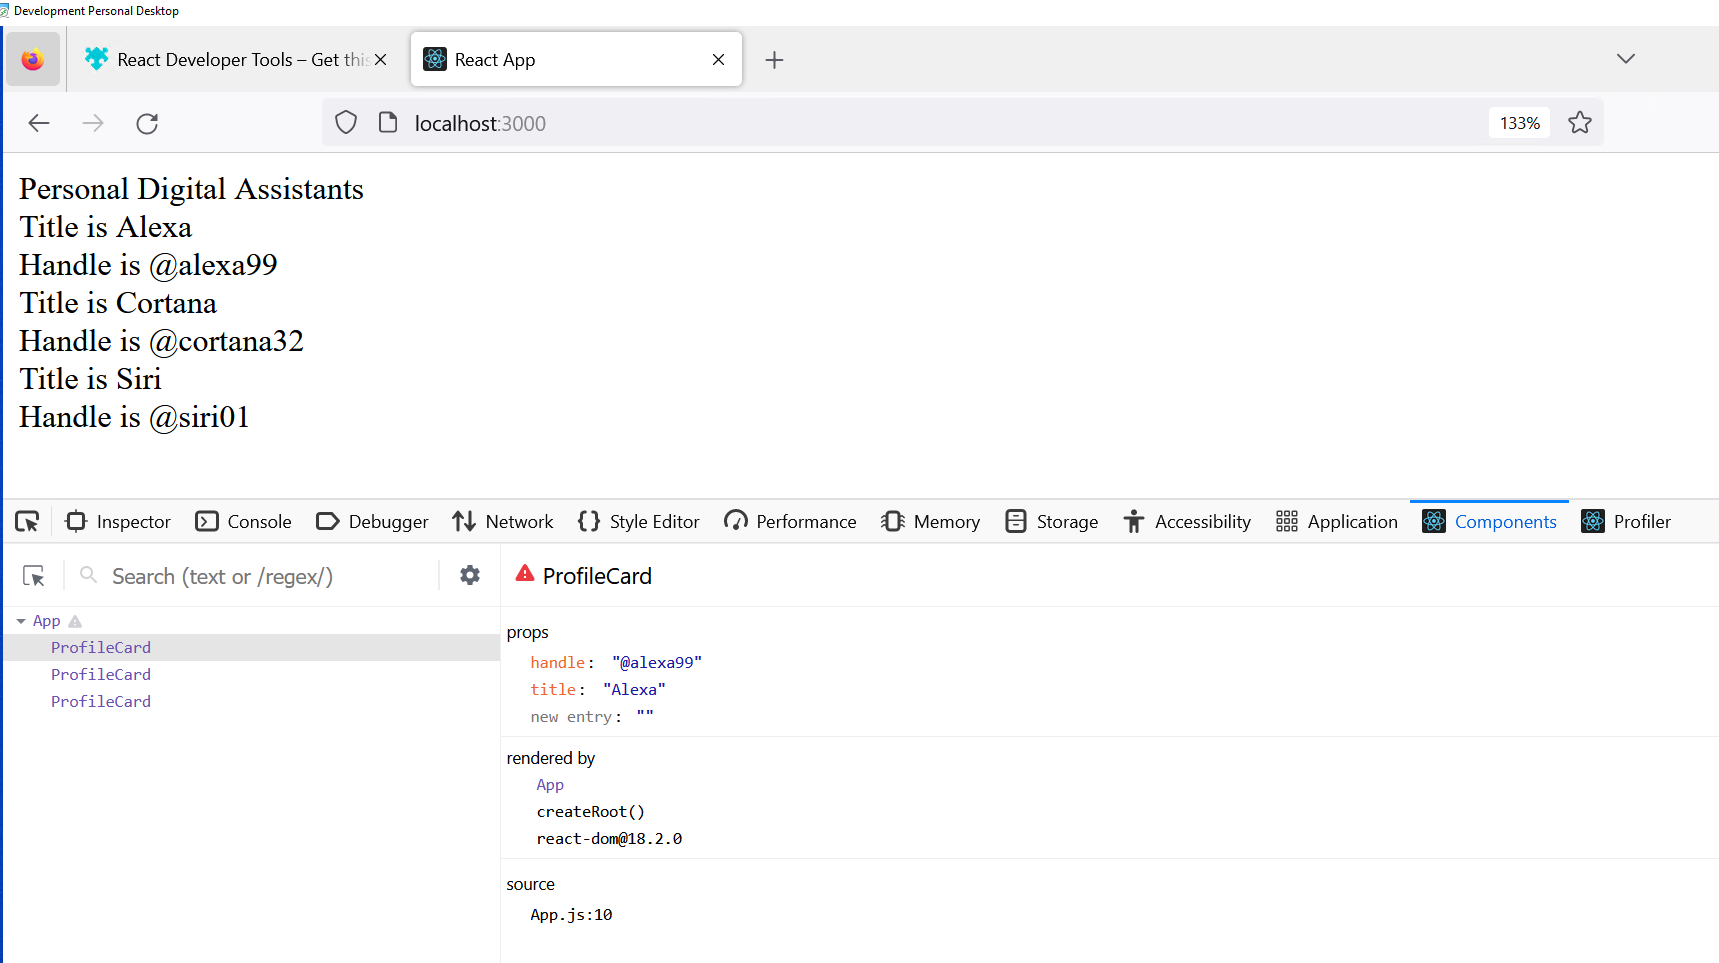 Development Personal Desktop
React Developer Tools – Get this
React App
localhost:3000
133%
Personal Digital Assistants
Title is Alexa
Handle is @alexa99
Title is Cortana
Handle is @cortana32
Title is Siri
Handle is @siri01
Inspector Console Debugger Network Style Editor Performance Memory Storage Accessibility Application Components Profiler
Search (text or /regex/)
App
ProfileCard
ProfileCard
ProfileCard
ProfileCard
props
handle: "@alexa99"
title: "Alexa"
new entry: ""
rendered by
App
createRoot()
react-dom@18.2.0
source
App.js:10